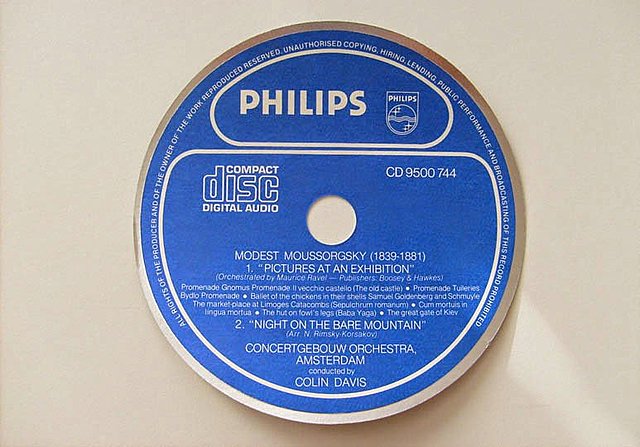 ALL RIGHTS OF THE PRODUCER AND OF THE OWNER OF THE WORK REPRODUCED RESERVED. UNAUTHORISED COPYING, HIRING, LENDING, PUBLIC PERFORMANCE AND BROADCASTING OF THIS RECORD PROHIBITED
PHILIPS
PHILIPS
COMPACT
disc
DIGITAL AUDIO
CD 9500 744
MODEST MOUSSORGSKY (1839-1881)
1. "PICTURES AT AN EXHIBITION"
(Orchestrated by Maurice Ravel — Publishers: Boosey & Hawkes)
Promenade Gnomus Promenade Il vecchio castello (The old castle) • Promenade Tuileries
Bydlo Promenade • Ballet of the chickens in their shells Samuel Goldenberg and Schmuyle
The market-place at Limoges Catacombs (Sepulchrum romanum) • Cum mortuis in
lingua mortua • The hut on fowl's legs (Baba Yaga) • The great gate of Kiev
2. "NIGHT ON THE BARE MOUNTAIN"
(Arr. N. Rimsky-Korsakov)
CONCERTGEBOUW ORCHESTRA,
AMSTERDAM
conducted by
COLIN DAVIS